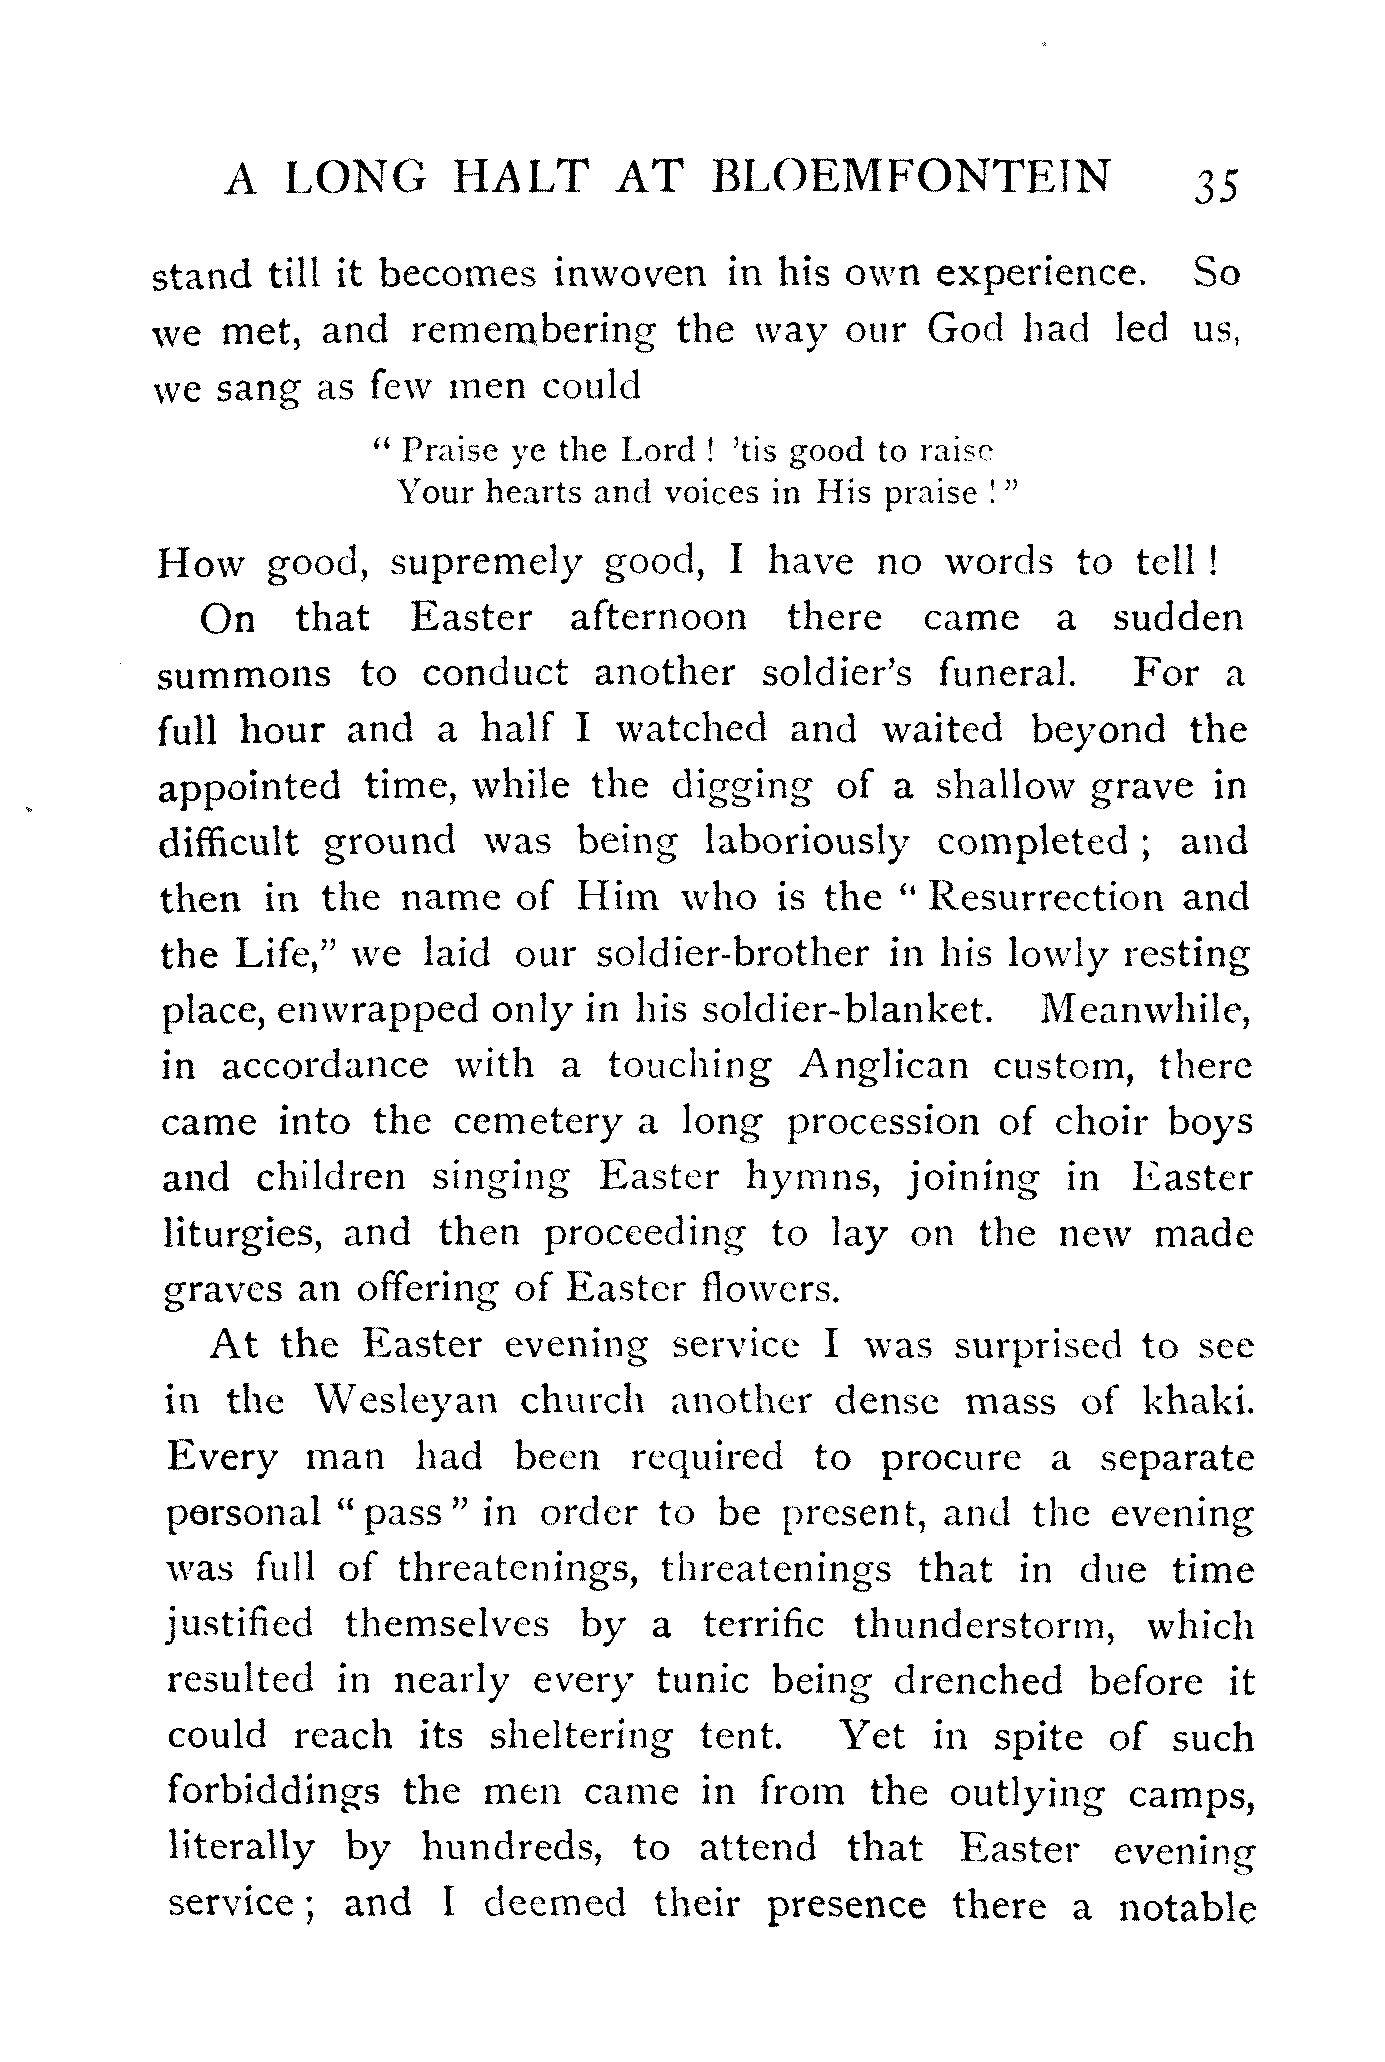 A LONG HALT AT BLOEMFONTEIN 35
stand till it becomes inwoven in his own experience. So
we met, and remembering the way our God had led us,
we sang as few men could
“ Praise ye the Lord ! ’tis good to raise
Your hearts and voices in His praise ! ”
How good, supremely good, I have no words to tell !
On that Easter afternoon there came a sudden
summons to conduct another soldier’s funeral. For a
full hour and a half I watched and waited beyond the
appointed time, while the digging of a shallow grave in
difficult ground was being laboriously completed ; and
then in the name of Him who is the “ Resurrection and
the Life,” we laid our soldier-brother in his lowly resting
place, enwrapped only in his soldier-blanket. Meanwhile,
in accordance with a touching Anglican custom, there
came into the cemetery a long procession of choir boys
and children singing Easter hymns, joining in Easter
liturgies, and then proceeding to lay on the new made
graves an offering of Easter flowers.
At the Easter evening service I was surprised to see
in the Wesleyan church another dense mass of khaki.
Every man had been required to procure a separate
personal “ pass ” in order to be present, and the evening
was full of threatenings, threatenings that in due time
justified themselves by a terrific thunderstorm, which
resulted in nearly every tunic being drenched before it
could reach its sheltering tent. Yet in spite of such
forbiddings the men came in from the outlying camps,
literally by hundreds, to attend that Easter evening
service ; and I deemed their presence there a notable